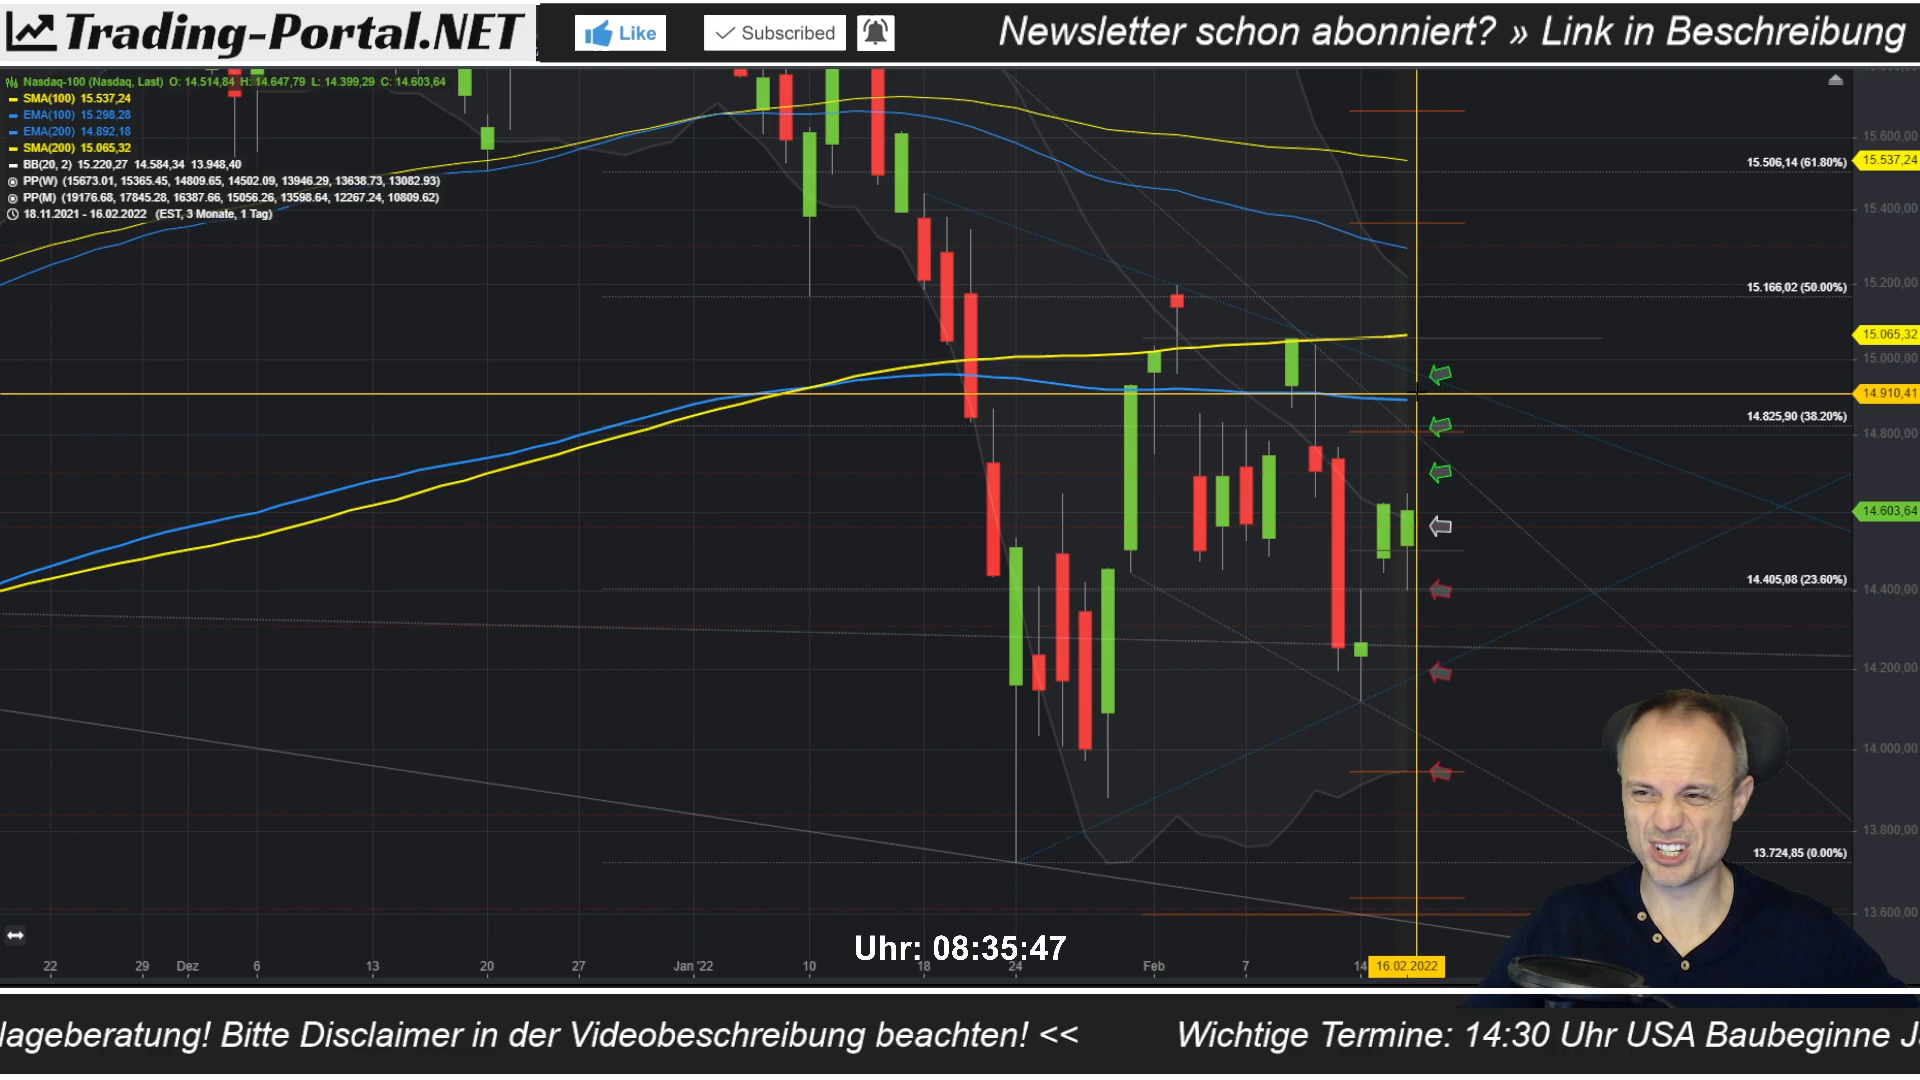 Trading-Portal.NET
Like
Subscribed
Newsletter schon abonniert? » Link in Beschreibung
Nasdaq-100 (Nasdaq, Last) O: 14.514,84 H: 14.647,79 L: 14.399,29 C: 14.603,64
SMA(100) 15.537,24
EMA(100) 15.298,28
EMA(200) 14.892,18
SMA(200) 15.065,32
BB(20, 2) 15.220,27 14.584,34 13.948,40
PP(W) (15673.01, 15365.45, 14809.65, 14502.09, 13946.29, 13638.73, 13082.93)
PP(M) (19176.68, 17845.28, 16387.66, 15056.26, 13598.64, 12267.24, 10809.62)
18.11.2021 - 16.02.2022 (EST, 3 Monate, 1 Tag)
15.600,00
15.506,14 (61.80%)
15.537,24
15.400,00
15.200,00
15.166,02 (50.00%)
15.065,32
15.000,00
14.910,41
14.825,90 (38.20%)
14.800,00
14.603,64
14.405,08 (23.60%)
14.400,00
14.200,00
14.000,00
13.800,00
13.724,85 (0.00%)
13.600,00
Uhr: 08:35:47
22 29 Dez 6 13 20 27 Jan '22 10 18 24 Feb 7 14 16.02.2022
lageberatung! Bitte Disclaimer in der Videobeschreibung beachten! << Wichtige Termine: 14:30 Uhr USA Baubeginne